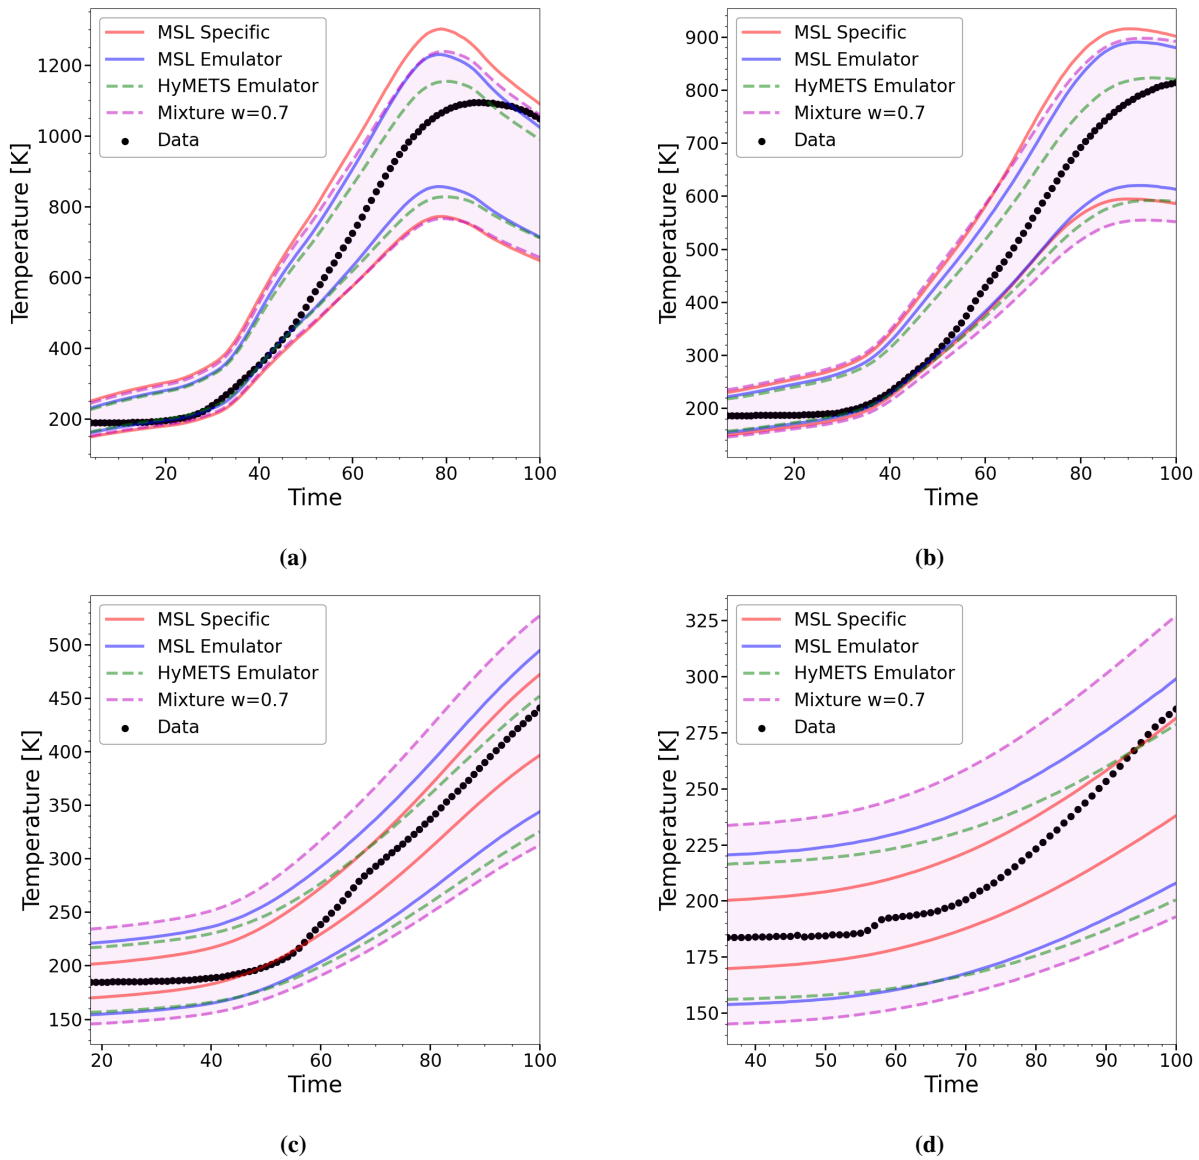 MSL Specific
MSL Emulator
HyMETS Emulator
Mixture w=0.7
Data
Temperature [K]
1200
1000
800
600
400
200
20 40 60 80 100
Time
(a)
MSL Specific
MSL Emulator
HyMETS Emulator
Mixture w=0.7
Data
Temperature [K]
900
800
700
600
500
400
300
200
20 40 60 80 100
Time
(b)
MSL Specific
MSL Emulator
HyMETS Emulator
Mixture w=0.7
Data
Temperature [K]
500
450
400
350
300
250
200
150
20 40 60 80 100
Time
(c)
MSL Specific
MSL Emulator
HyMETS Emulator
Mixture w=0.7
Data
Temperature [K]
325
300
275
250
225
200
175
150
40 50 60 70 80 90 100
Time
(d)